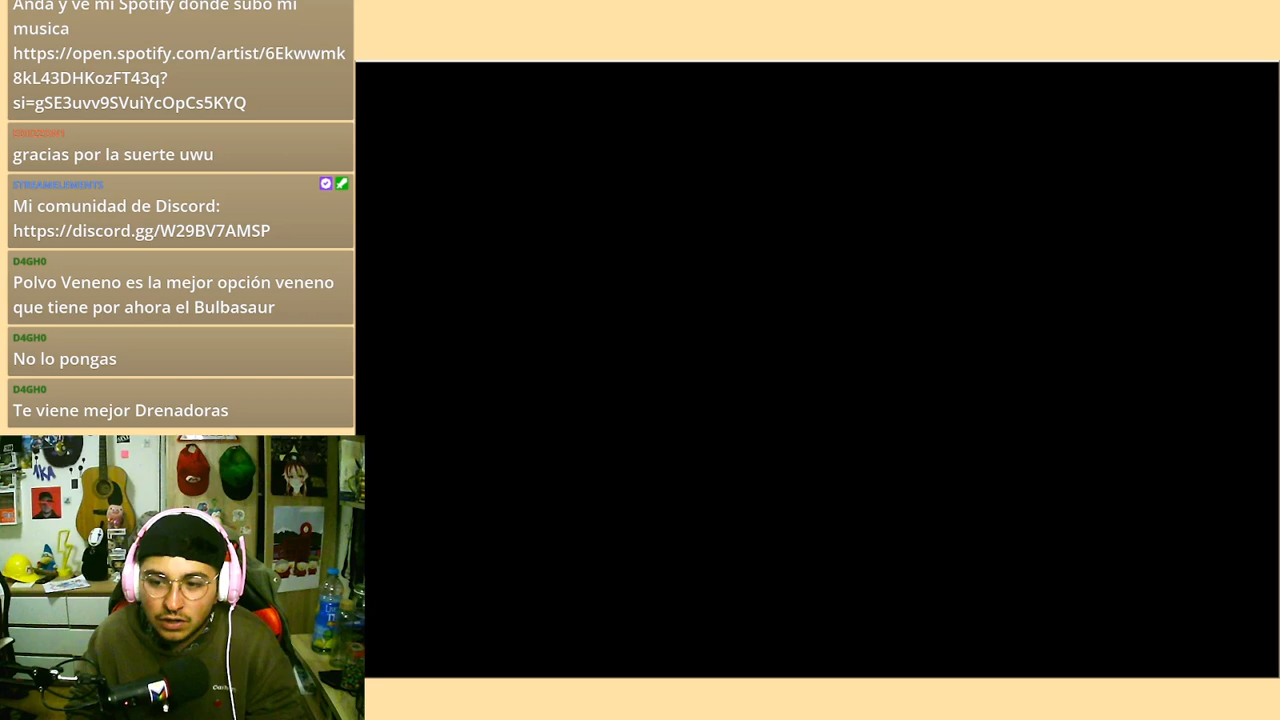 Anda y ve mi Spotify donde subo mi
musica
https://open.spotify.com/artist/6Ekwwmk
8kL43DHKozFT43q?
si=gSE3uvv9SVuiYcOpCs5KYQ
gracias por la suerte uwu
STREAMELEMENTS
Mi comunidad de Discord:
https://discord.gg/W29BV7AMSP
D4GH0
Polvo Veneno es la mejor opción veneno
que tiene por ahora el Bulbasaur
D4GH0
No lo pongas
D4GH0
Te viene mejor Drenadoras